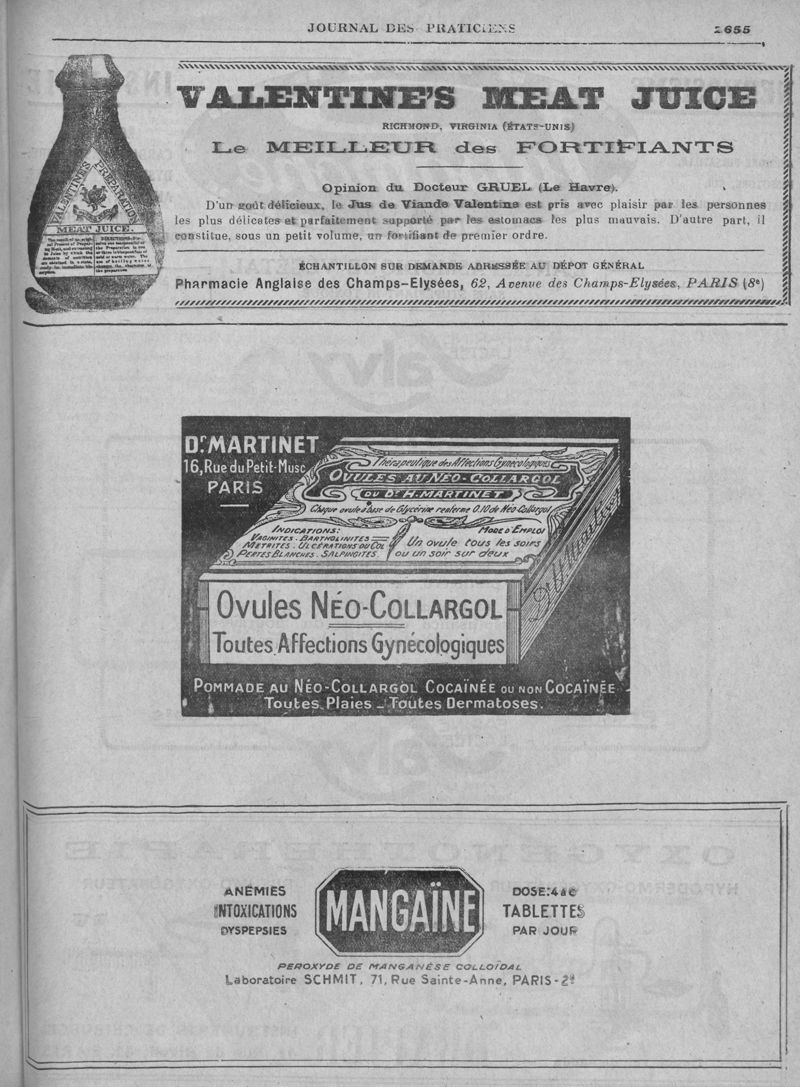 JOURNAL DES PRATICIENS
2655
VALENTINE'S MEAT JUICE
RICHMOND, VIRGINIA (ÉTATS-UNIS)
Le MEILLEUR des FORTIFIANTS
Opinion du Docteur GRUEL (Le Havre).
D'un goût délicieux, le Jus de Viande Valentine est pris avec plaisir par les personnes
les plus délicates et parfaitement supporté par les estomacs les plus mauvais. D'autre part, il
constitue, sous un petit volume, un fortifiant de premier ordre.
ÉCHANTILLON SUR DEMANDE ADRESSÉE AU DÉPOT GÉNÉRAL
Pharmacie Anglaise des Champs-Elysées, 62, Avenue des Champs-Elysées, PARIS (8e)
VALENTINE'S
PREPARATION
MEAT JUICE.
Dr. MARTINET
16, Rue du Petit-Musc
PARIS
Thérapeutique des Affections Gynécologiques
OVULES AU NÉO-COLLARGOL
DU Dr H. MARTINET
Chaque ovule à base de Glycérine renferme 0.10 de Néo Collargol
INDICATIONS:
VAGINITES. BARTHOLINITES
METRITES. ULCÉRATIONS DU COL
PERTES BLANCHES. SALPINGITES.
MODE D'EMPLOI
Un ovule tous les soirs
ou un soir sur deux
Ovules NÉO-COLLARGOL
Toutes Affections Gynécologiques
POMMADE AU NÉO-COLLARGOL COCAÏNÉE OU NON COCAÏNÉE
Toutes Plaies - Toutes Dermatoses.
ANÉMIES
INTOXICATIONS
DYSPEPSIES
MANGAÏNE
DOSE: 4 à 6
TABLETTES
PAR JOUR
PEROXYDE DE MANGANÈSE COLLOÏDAL
Laboratoire SCHMIT, 71, Rue Sainte-Anne, PARIS-2e